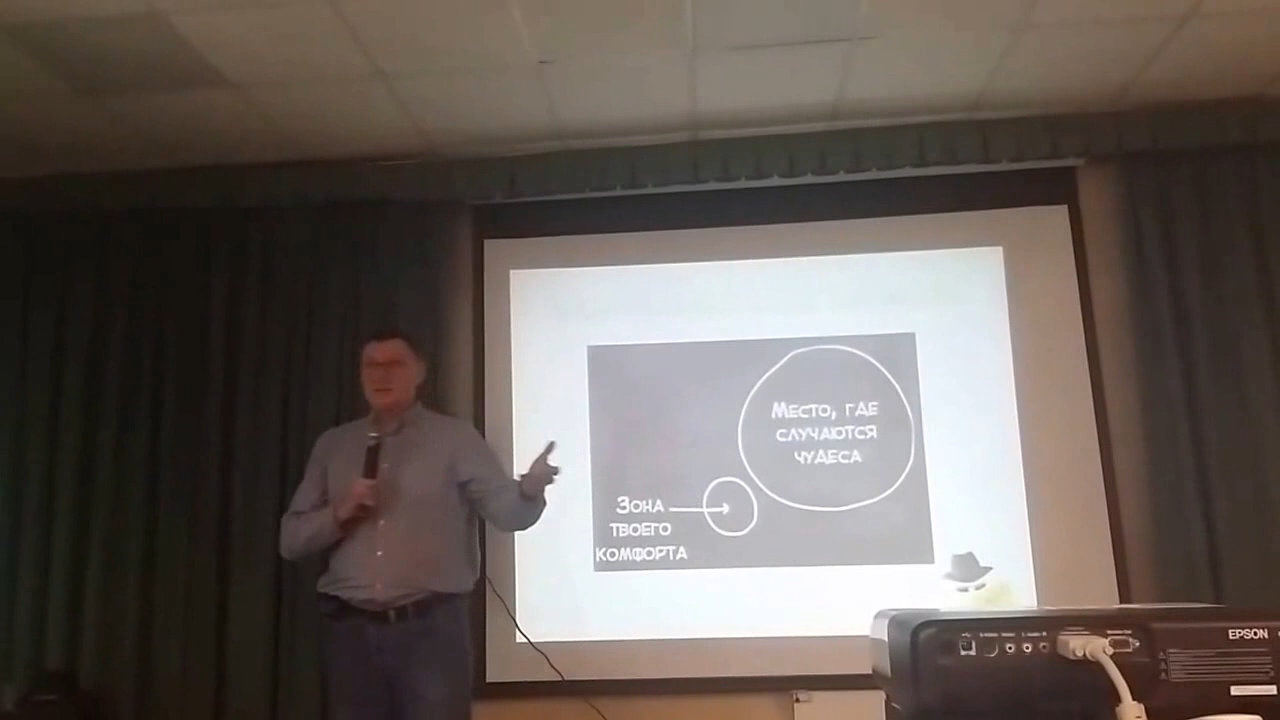 Место, где
случаются
чудеса
Зона
твоего
комфорта
EPSON